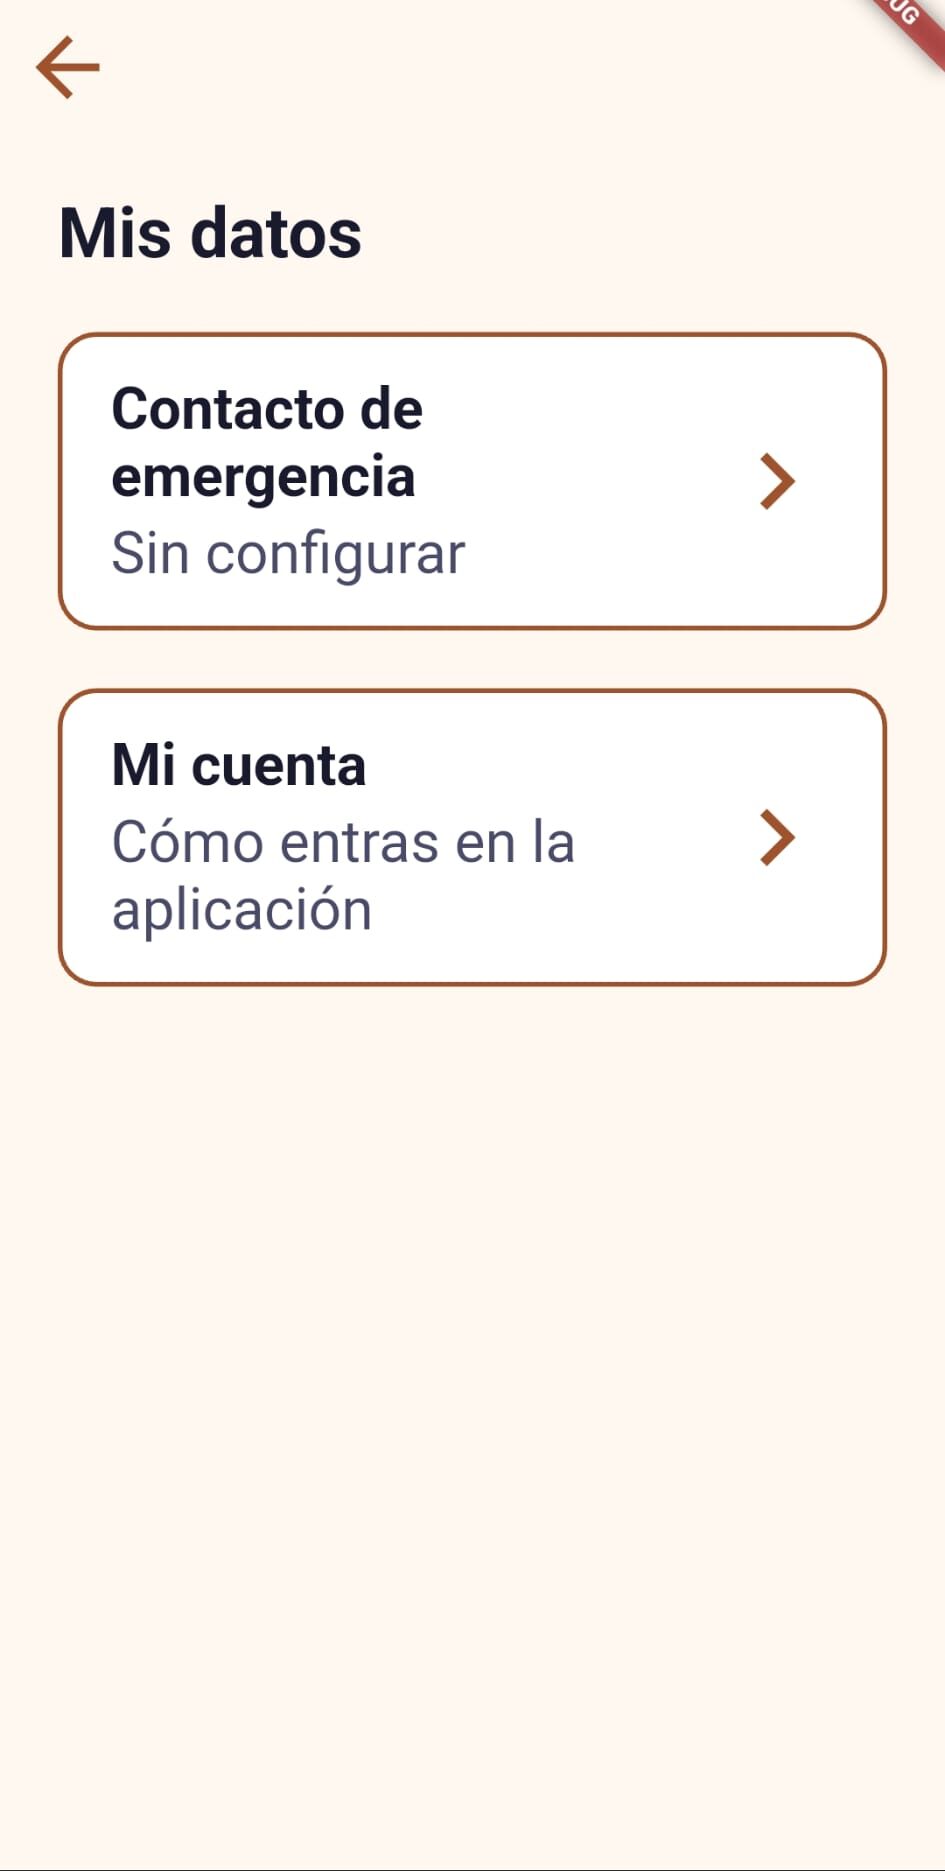 Mis datos
Contacto de
emergencia
Sin configurar
Mi cuenta
Cómo entras en la
aplicación